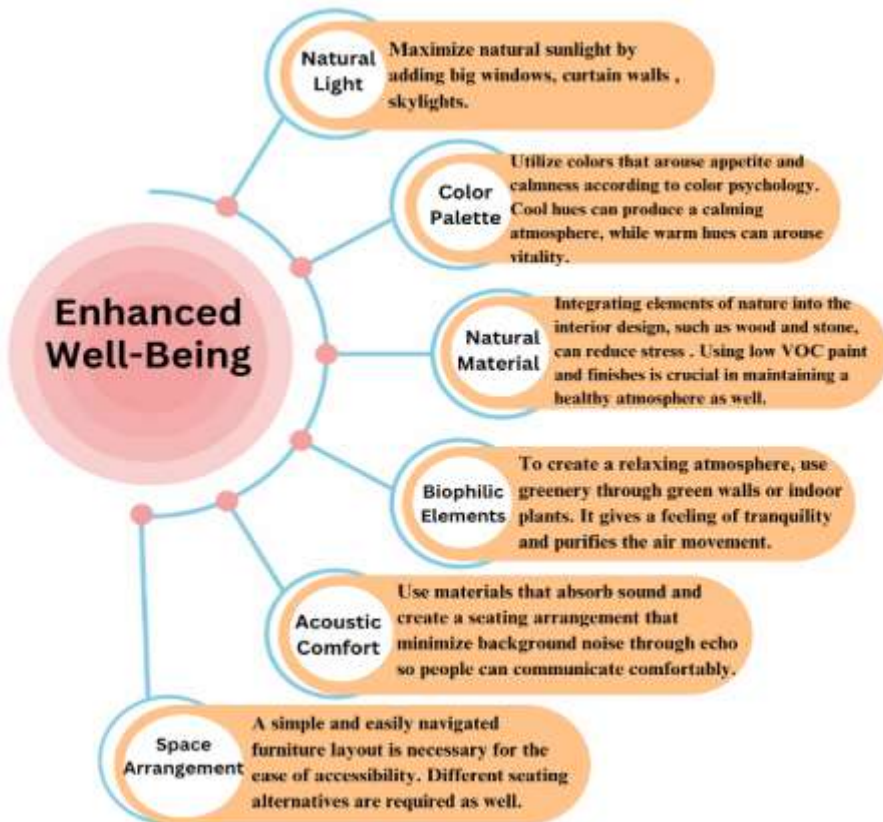 Enhanced
Well-Being
Natural
Light
Maximize natural sunlight by
adding big windows, curtain walls ,
skylights.
Color
Palette
Utilize colors that arouse appetite and
calmness according to color psychology.
Cool hues can produce a calming
atmosphere, while warm hues can arouse
vitality.
Natural
Material
Integrating elements of nature into the
interior design, such as wood and stone,
can reduce stress . Using low VOC paint
and finishes is crucial in maintaining a
healthy atmosphere as well.
Biophilic
Elements
To create a relaxing atmosphere, use
greenery through green walls or indoor
plants. It gives a feeling of tranquility
and purifies the air movement.
Acoustic
Comfort
Use materials that absorb sound and
create a seating arrangement that
minimize background noise through echo
so people can communicate comfortably.
Space
Arrangement
A simple and easily navigated
furniture layout is necessary for the
ease of accessibility. Different seating
alternatives are required as well.